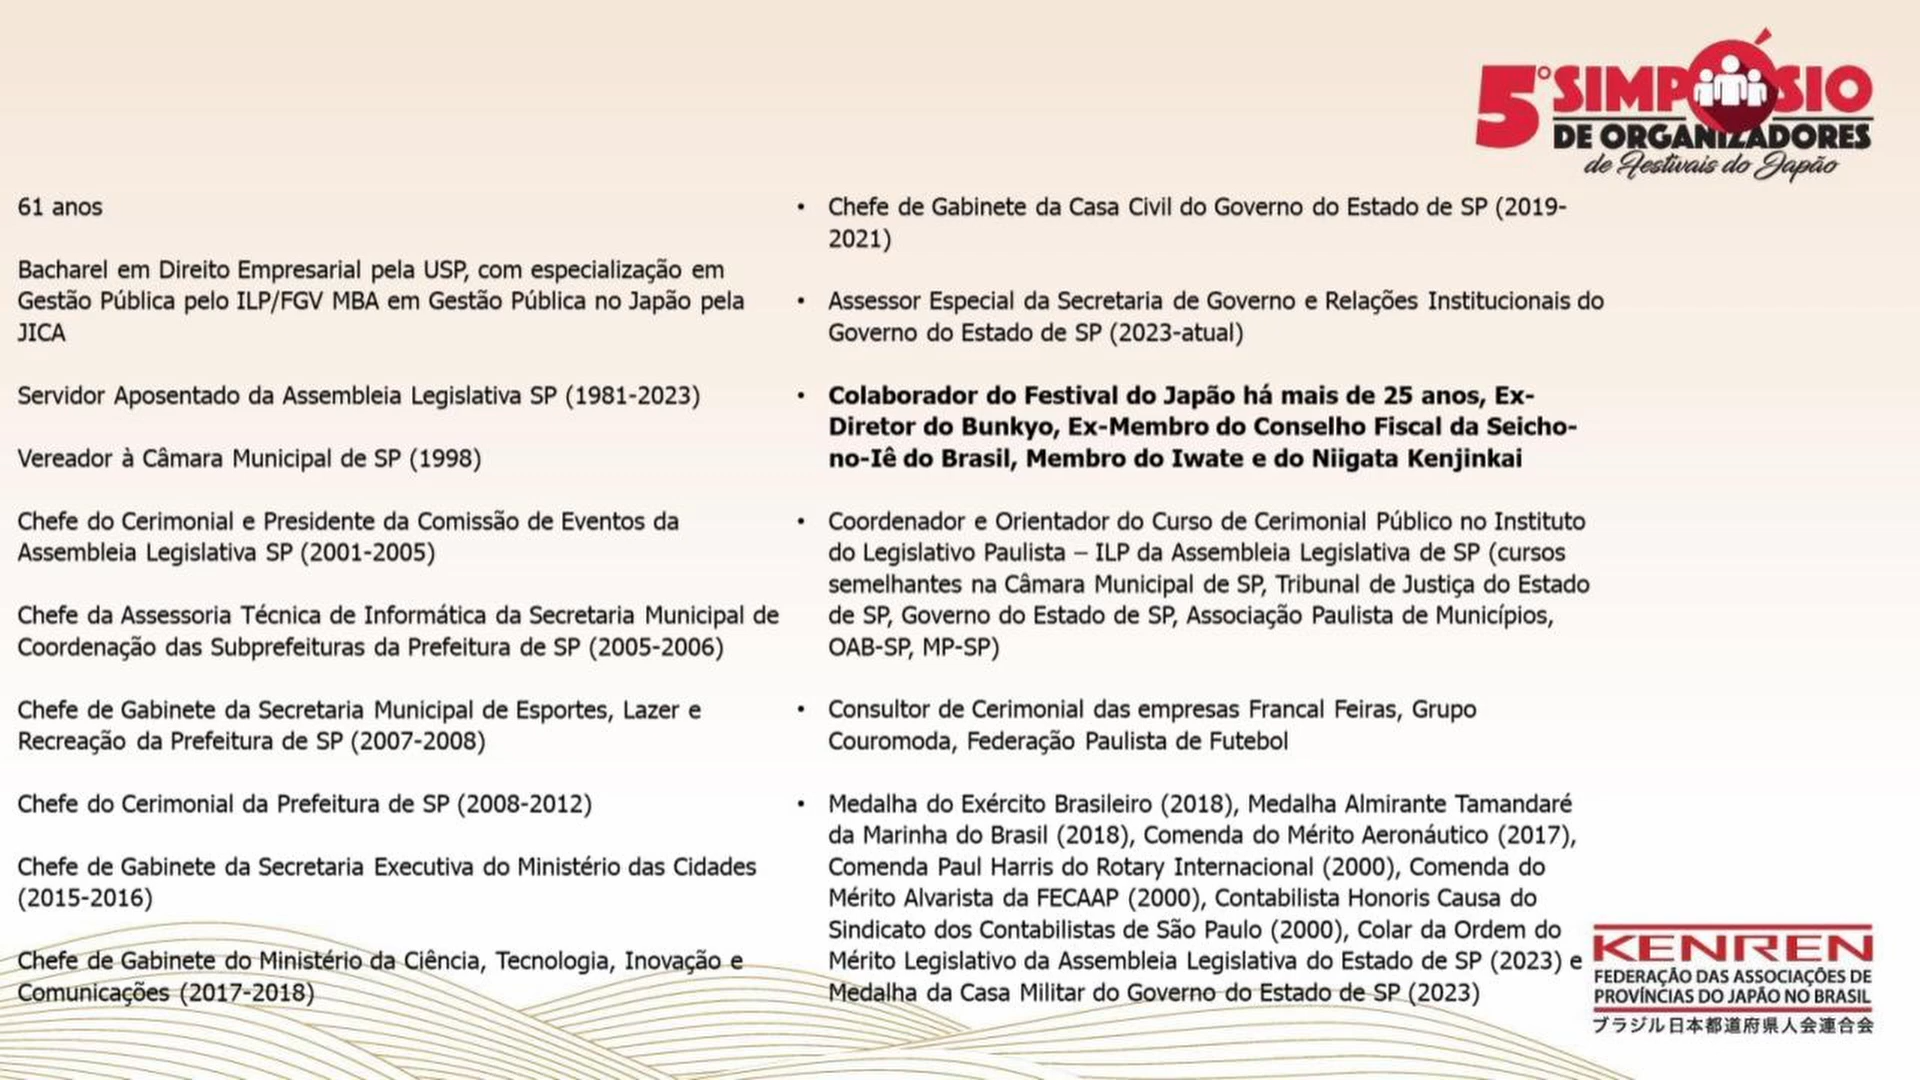 5° SIMPÓSIO
DE ORGANIZADORES
de Festivais do Japão
61 anos
Bacharel em Direito Empresarial pela USP, com especialização em
Gestão Pública pelo ILP/FGV MBA em Gestão Pública no Japão pela
JICA
Servidor Aposentado da Assembleia Legislativa SP (1981-2023)
Vereador à Câmara Municipal de SP (1998)
Chefe do Cerimonial e Presidente da Comissão de Eventos da
Assembleia Legislativa SP (2001-2005)
Chefe da Assessoria Técnica de Informática da Secretaria Municipal de
Coordenação das Subprefeituras da Prefeitura de SP (2005-2006)
Chefe de Gabinete da Secretaria Municipal de Esportes, Lazer e
Recreação da Prefeitura de SP (2007-2008)
Chefe do Cerimonial da Prefeitura de SP (2008-2012)
Chefe de Gabinete da Secretaria Executiva do Ministério das Cidades
(2015-2016)
Chefe de Gabinete do Ministério da Ciência, Tecnologia, Inovação e
Comunicações (2017-2018)
• Chefe de Gabinete da Casa Civil do Governo do Estado de SP (2019-
2021)
• Assessor Especial da Secretaria de Governo e Relações Institucionais do
Governo do Estado de SP (2023-atual)
• Colaborador do Festival do Japão há mais de 25 anos, Ex-
Diretor do Bunkyo, Ex-Membro do Conselho Fiscal da Seicho-
no-Iê do Brasil, Membro do Iwate e do Niigata Kenjinkai
• Coordenador e Orientador do Curso de Cerimonial Público no Instituto
do Legislativo Paulista – ILP da Assembleia Legislativa de SP (cursos
semelhantes na Câmara Municipal de SP, Tribunal de Justiça do Estado
de SP, Governo do Estado de SP, Associação Paulista de Municípios,
OAB-SP, MP-SP)
• Consultor de Cerimonial das empresas Francal Feiras, Grupo
Couromoda, Federação Paulista de Futebol
• Medalha do Exército Brasileiro (2018), Medalha Almirante Tamandaré
da Marinha do Brasil (2018), Comenda do Mérito Aeronáutico (2017),
Comenda Paul Harris do Rotary Internacional (2000), Comenda do
Mérito Alvarista da FECAAP (2000), Contabilista Honoris Causa do
Sindicato dos Contabilistas de São Paulo (2000), Colar da Ordem do
Mérito Legislativo da Assembleia Legislativa do Estado de SP (2023) e
Medalha da Casa Militar do Governo do Estado de SP (2023)
KENREN
FEDERAÇÃO DAS ASSOCIAÇÕES DE
PROVÍNCIAS DO JAPÃO NO BRASIL
ブラジル日本都道府県人会連合会